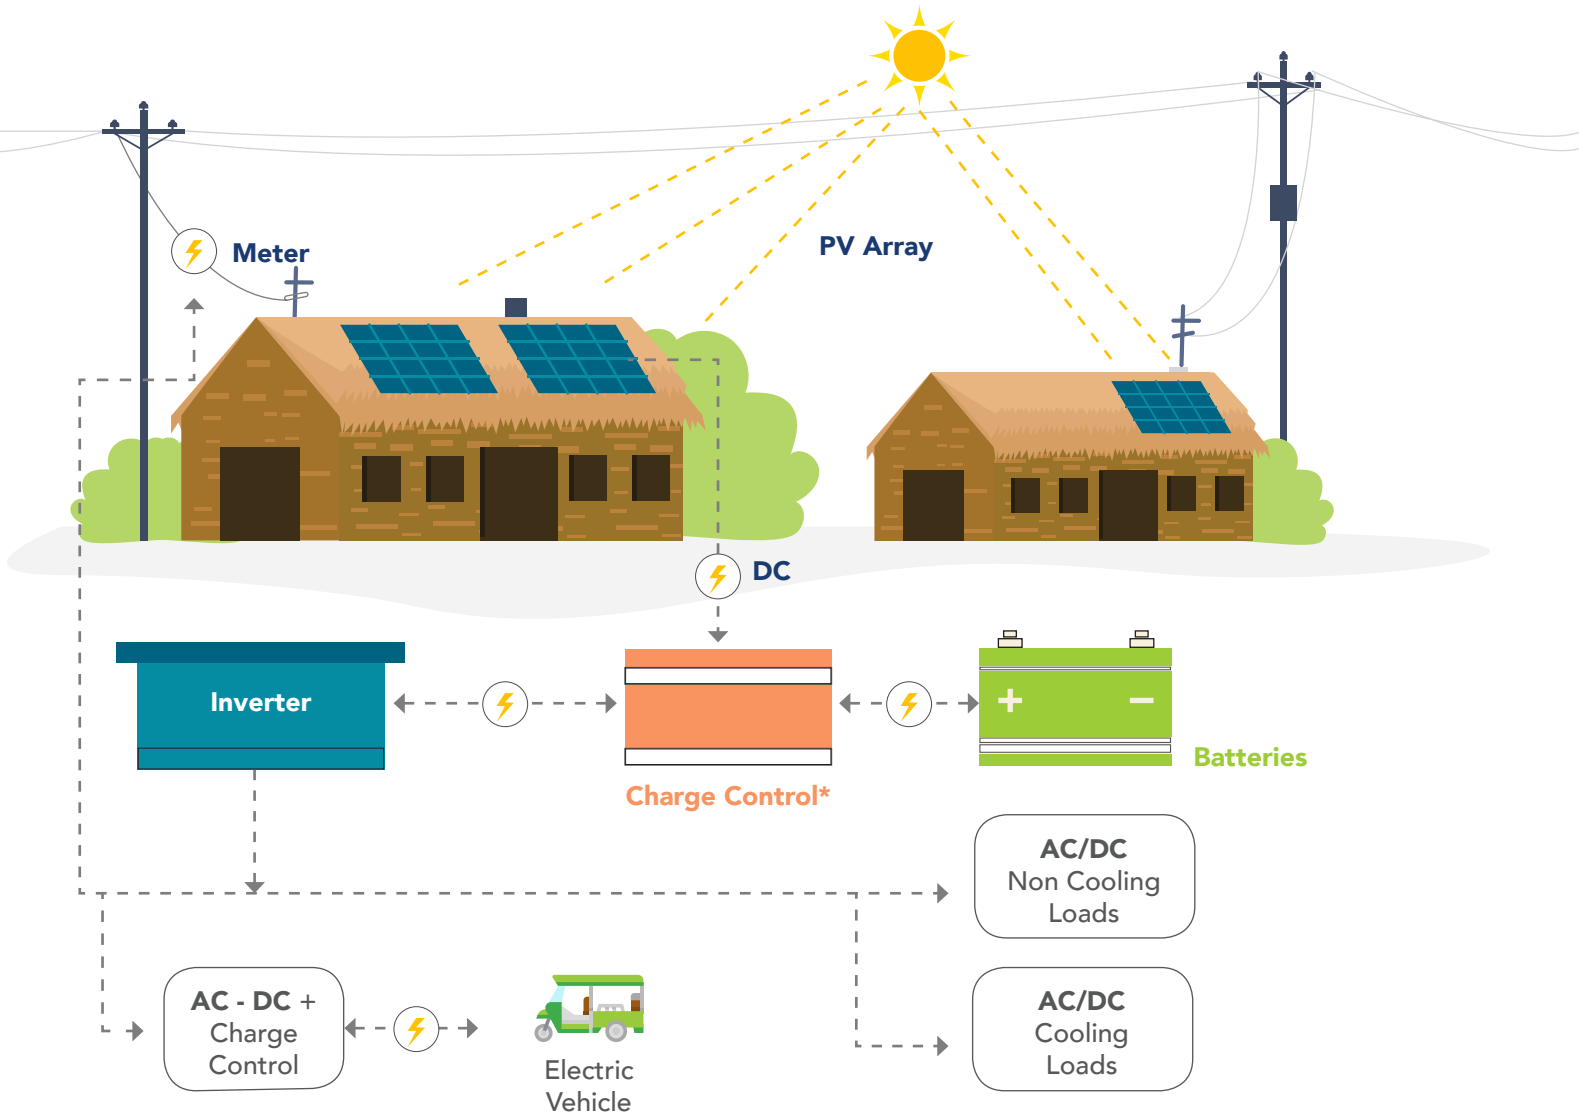 PV Array
Meter
DC
Inverter
+
−
Batteries
Charge Control*
AC/DC
Non Cooling
Loads
AC - DC +
Charge
Control
Electric
Vehicle
AC/DC
Cooling
Loads